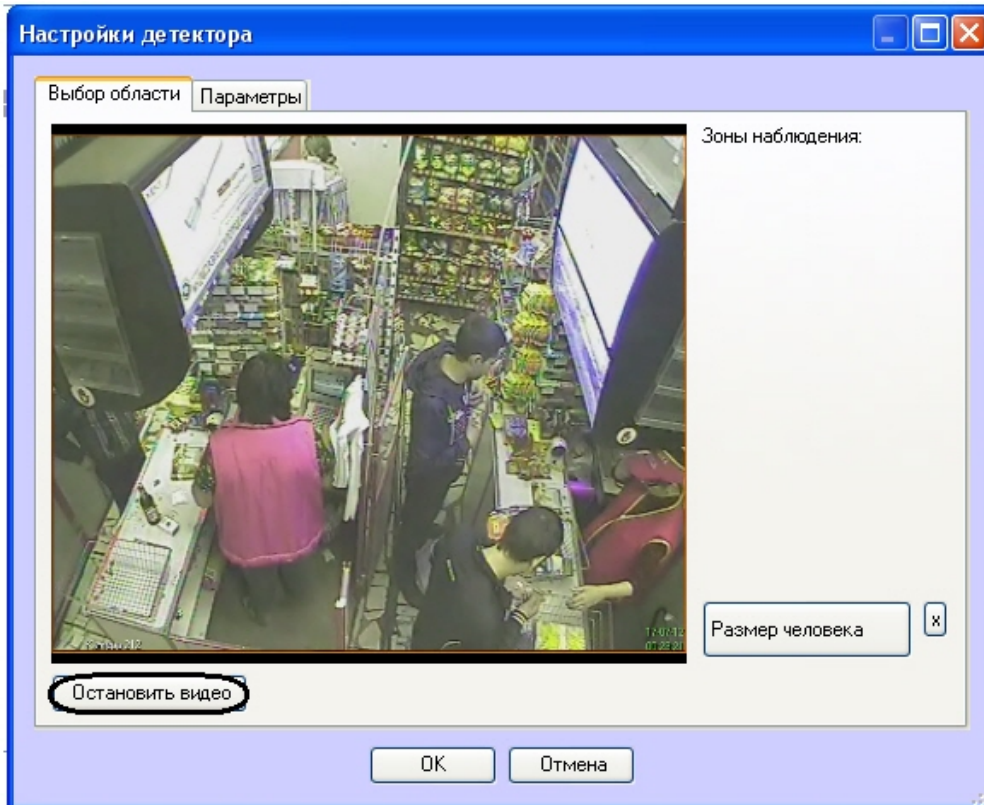 Настройки детектора
Выбор области
Параметры
Зоны наблюдения:
Размер человека
x
Остановить видео
OK
Отмена